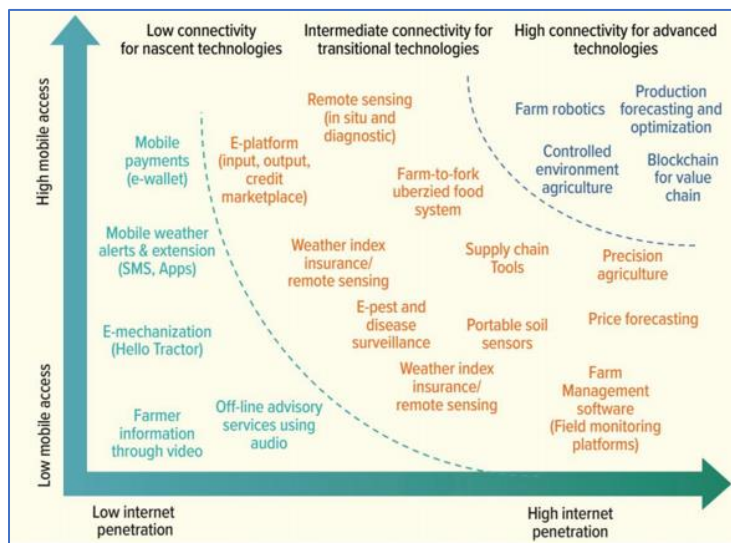 Low connectivity
for nascent technologies
Intermediate connectivity for
transitional technologies
High connectivity for advanced
technologies
High mobile access
Low mobile access
Mobile
payments
(e-wallet)
Mobile weather
alerts & extension
(SMS, Apps)
E-mechanization
(Hello Tractor)
Farmer
information
through video
Off-line advisory
services using
audio
Remote sensing
(in situ and
diagnostic)
E-platform
(input, output,
credit
marketplace)
Farm-to-fork
uberzied food
system
Weather index
insurance/
remote sensing
Supply chain
Tools
Precision
agriculture
E-pest and
disease
surveillance
Portable soil
sensors
Price forecasting
Weather index
insurance/
remote sensing
Farm
Management
software
(Field monitoring
platforms)
Farm robotics
Production
forecasting and
optimization
Controlled
environment
agriculture
Blockchain
for value
chain
Low internet
penetration
High internet
penetration